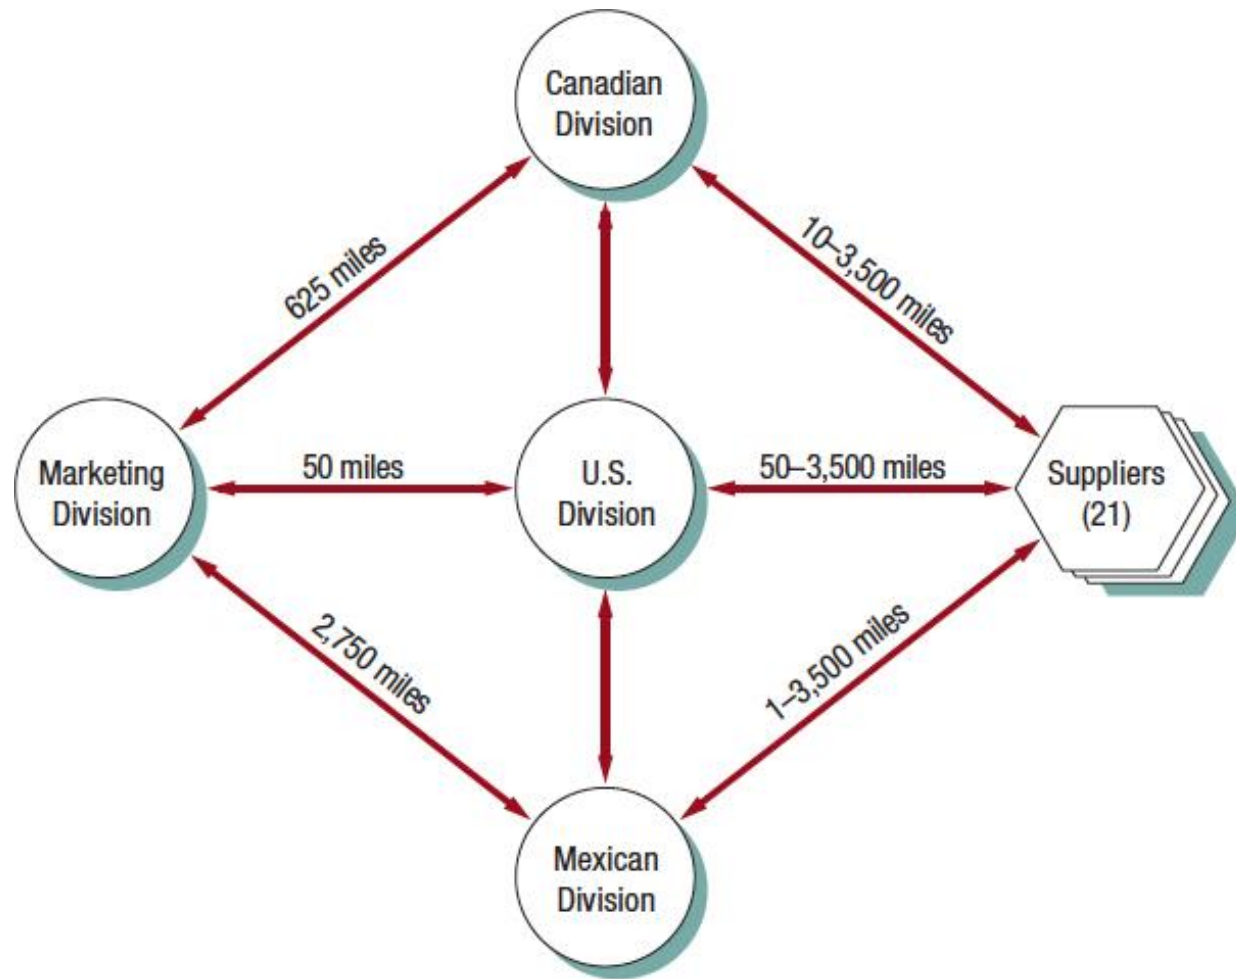 Canadian
Division
625 miles
10–3,500 miles
Marketing
Division
50 miles
U.S.
Division
50–3,500 miles
Suppliers
(21)
2,750 miles
1–3,500 miles
Mexican
Division